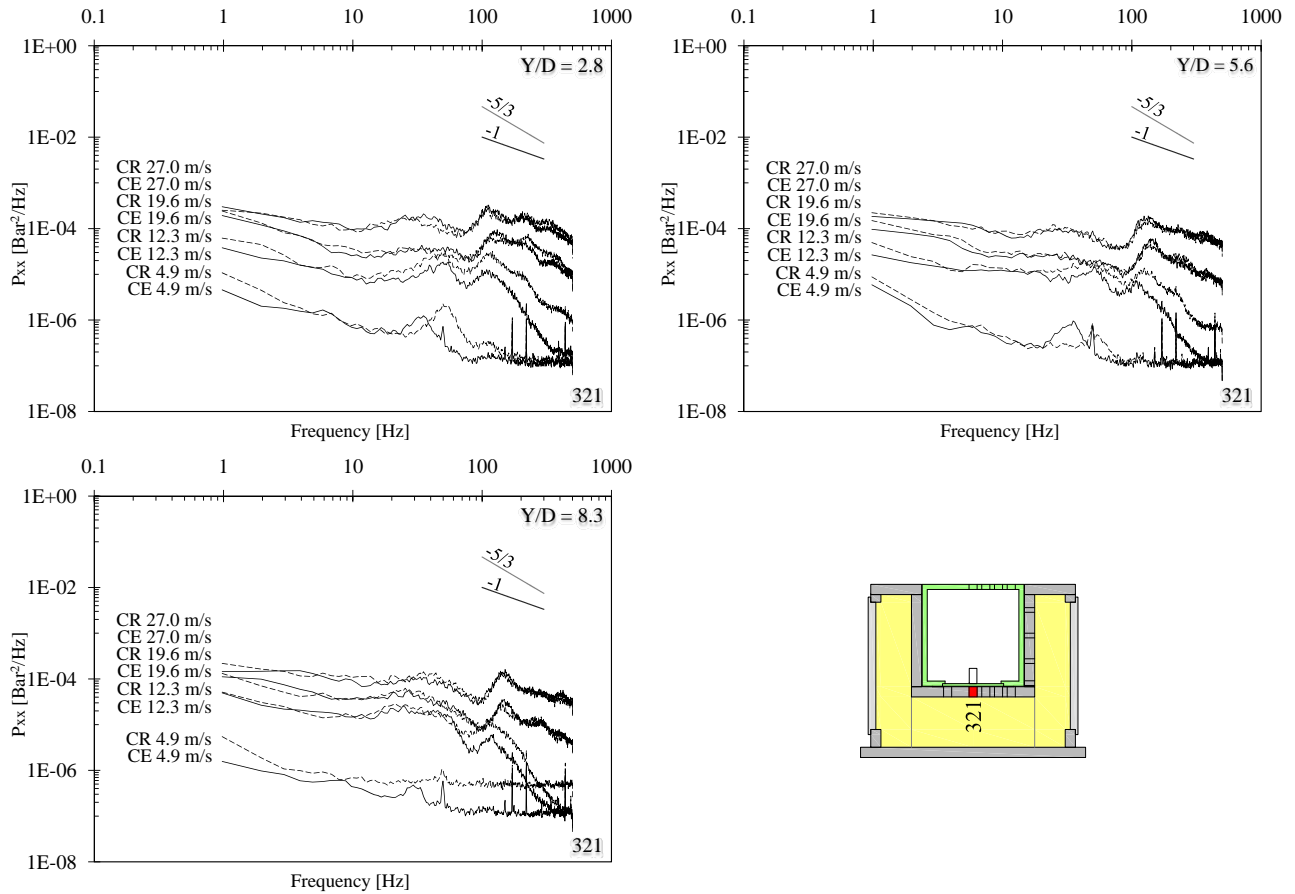 0.1 1 10 100 1000
1E+00
Y/D = 2.8
-5/3
1E-02
-1
CR 27.0 m/s
CE 27.0 m/s
CR 19.6 m/s
1E-04
CE 19.6 m/s
CR 12.3 m/s
CE 12.3 m/s
CR 4.9 m/s
CE 4.9 m/s
1E-06
321
1E-08
Pxx [Bar²/Hz]
Frequency [Hz]
0.1 1 10 100 1000
1E+00
Y/D = 5.6
-5/3
1E-02
-1
CR 27.0 m/s
CE 27.0 m/s
CR 19.6 m/s
1E-04
CE 19.6 m/s
CR 12.3 m/s
CE 12.3 m/s
CR 4.9 m/s
CE 4.9 m/s
1E-06
321
1E-08
Pxx [Bar²/Hz]
Frequency [Hz]
0.1 1 10 100 1000
1E+00
Y/D = 8.3
-5/3
1E-02
-1
CR 27.0 m/s
CE 27.0 m/s
CR 19.6 m/s
1E-04
CE 19.6 m/s
CR 12.3 m/s
CE 12.3 m/s
CR 4.9 m/s
CE 4.9 m/s
1E-06
321
1E-08
Pxx [Bar²/Hz]
Frequency [Hz]
321